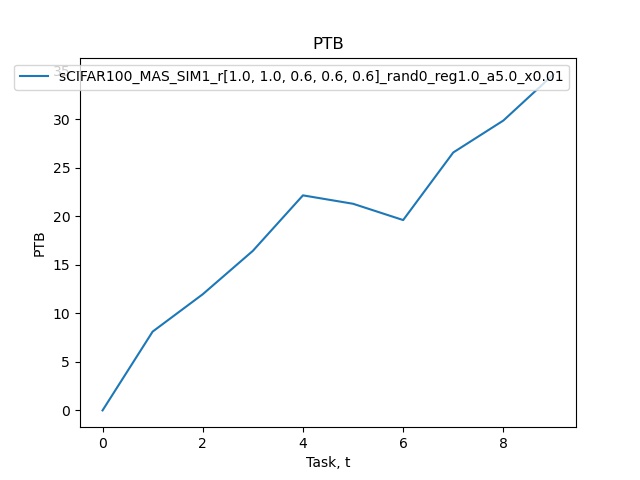 PTB
sCIFAR100_MAS_SIM1_r[1.0, 1.0, 0.6, 0.6, 0.6]_rand0_reg1.0_a5.0_x0.01
35
30
25
20
15
10
5
0
PTB
0 2 4 6 8
Task, t